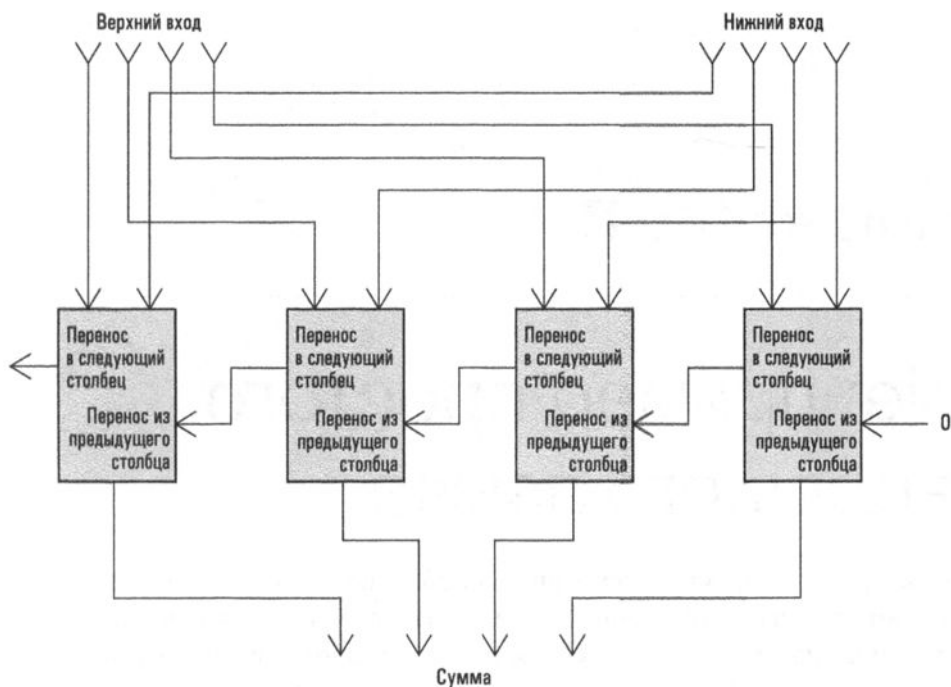 Верхний вход
Нижний вход
Перенос
в следующий
столбец
Перенос из
предыдущего
столбца
Перенос
в следующий
столбец
Перенос из
предыдущего
столбца
Перенос
в следующий
столбец
Перенос из
предыдущего
столбца
Перенос
в следующий
столбец
Перенос из
предыдущего
столбца
0
Сумма